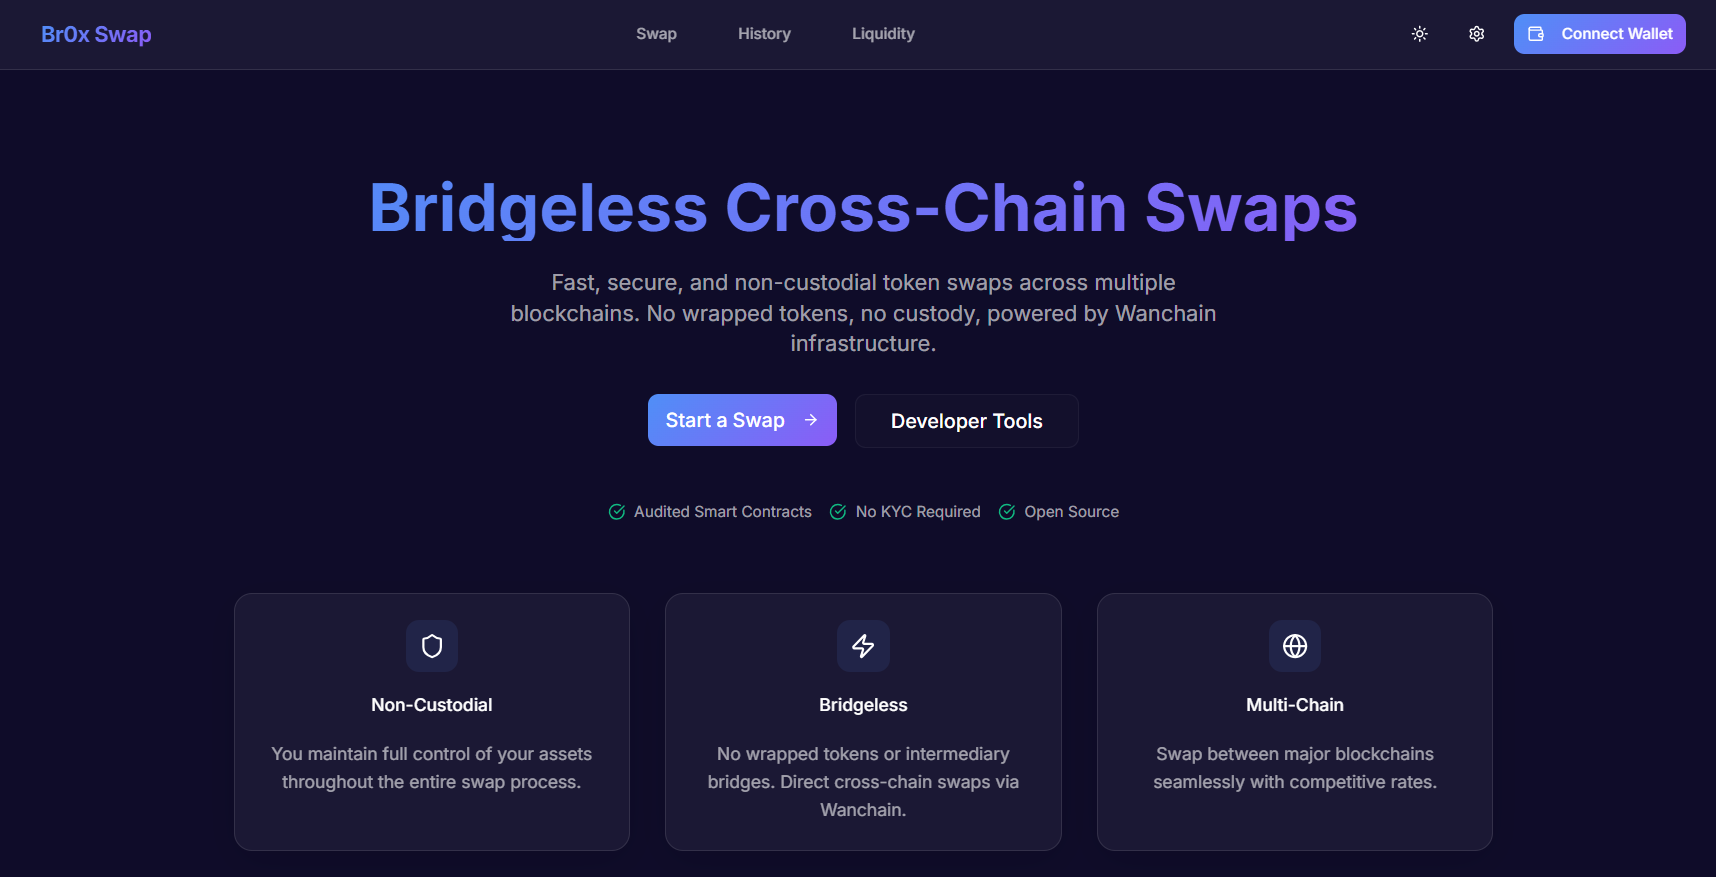 Br0x Swap
Swap
History
Liquidity
Connect Wallet
Bridgeless Cross-Chain Swaps
Fast, secure, and non-custodial token swaps across multiple
blockchains. No wrapped tokens, no custody, powered by Wanchain
infrastructure.
Start a Swap
Developer Tools
Audited Smart Contracts
No KYC Required
Open Source
Non-Custodial
You maintain full control of your assets
throughout the entire swap process.
Bridgeless
No wrapped tokens or intermediary
bridges. Direct cross-chain swaps via
Wanchain.
Multi-Chain
Swap between major blockchains
seamlessly with competitive rates.